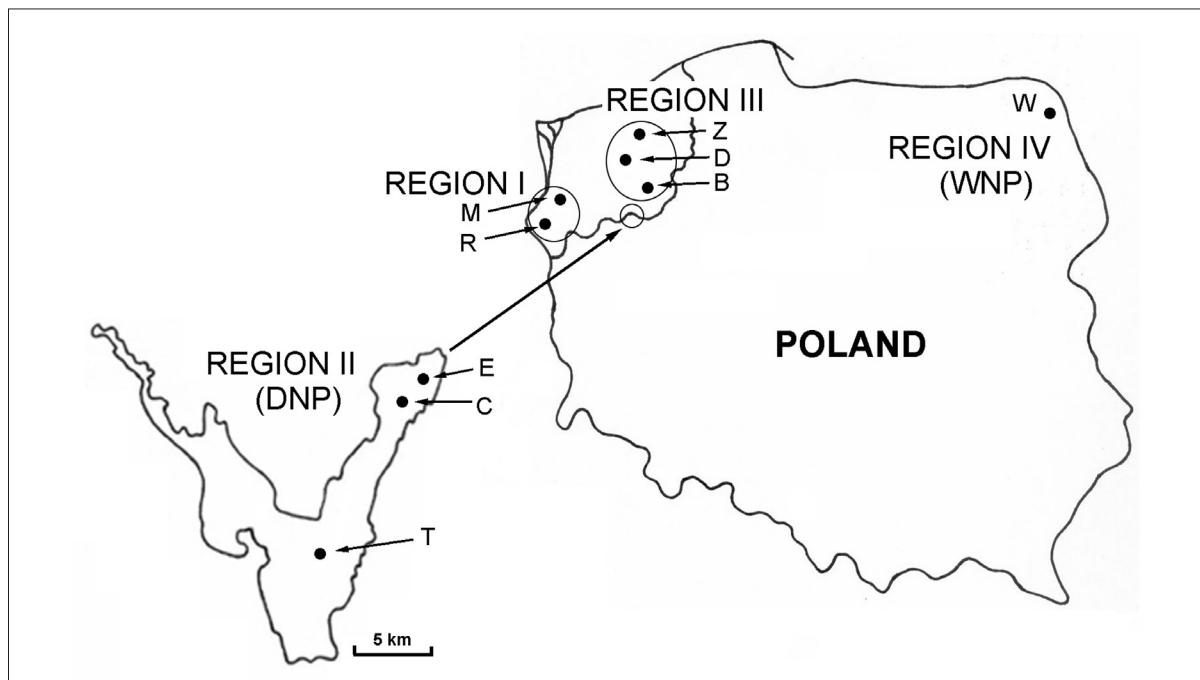 REGION III
Z
D
B
W
REGION IV
(WNP)
REGION I
M
R
POLAND
REGION II
(DNP)
E
C
T
5 km